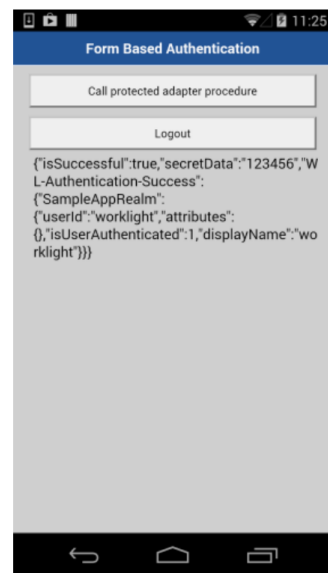 11:25
Form Based Authentication
Call protected adapter procedure
Logout
{"isSuccessful":true,"secretData":"123456","W
L-Authentication-Success":
{"SampleAppRealm":
{"userId":"worklight","attributes":
{},"isUserAuthenticated":1,"displayName":"wo
rklight"}}}